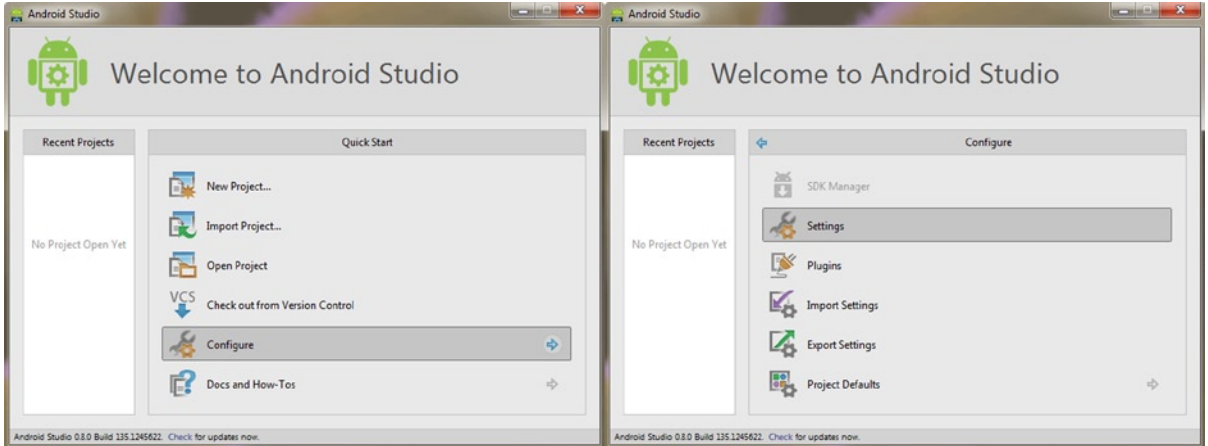 Android Studio
Welcome to Android Studio
Recent Projects
Quick Start
No Project Open Yet
New Project...
Import Project...
Open Project
VCS
Check out from Version Control
Configure
Docs and How-Tos
Android Studio 0.8.0 Build 135.1245622. Check for updates now.
Android Studio
Welcome to Android Studio
Recent Projects
Configure
No Project Open Yet
SDK Manager
Settings
Plugins
Import Settings
Export Settings
Project Defaults
Android Studio 0.8.0 Build 135.1245622. Check for updates now.